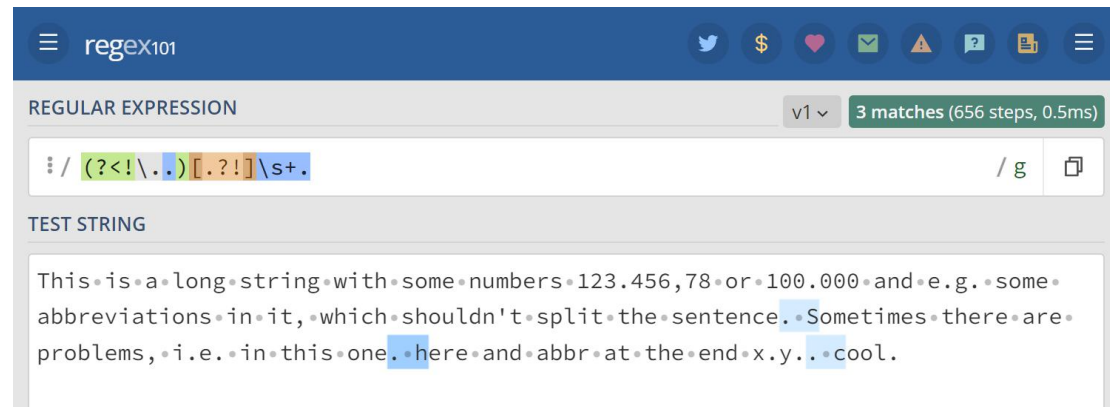 regex101
REGULAR EXPRESSION
v1
3 matches (656 steps, 0.5ms)
/ (?<!\..)[.?!]\s+. / g
TEST STRING
This·is·a·long·string·with·some·numbers·123.456,78·or·100.000·and·e.g.·some·
abbreviations·in·it,·which·shouldn't·split·the·sentence.·Sometimes·there·are·
problems,·i.e.·in·this·one.·here·and·abbr·at·the·end·x.y..·cool.